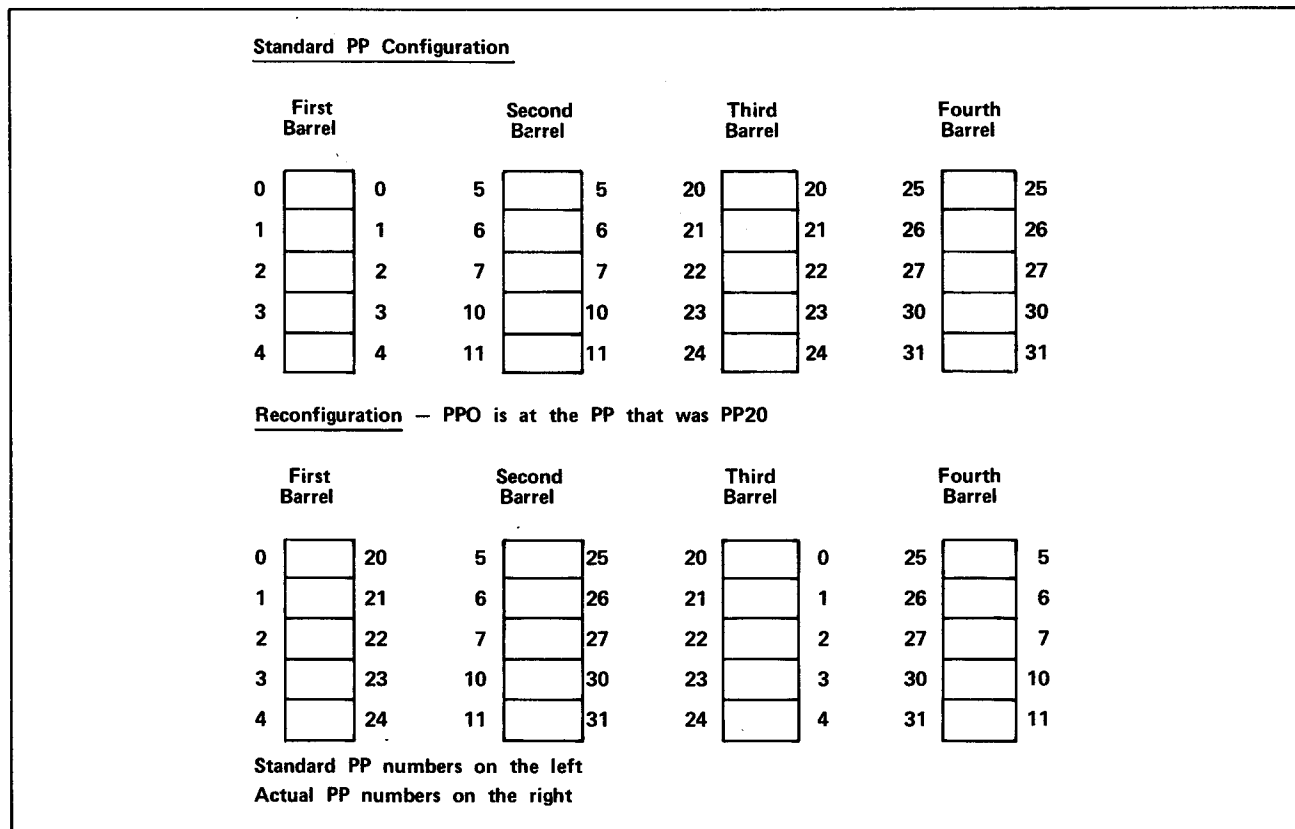 Standard PP Configuration
First Second Third Fourth
Barrel Barrel Barrel Barrel
0 0 5 5 20 20 25 25
1 1 6 6 21 21 26 26
2 2 7 7 22 22 27 27
3 3 10 10 23 23 30 30
4 4 11 11 24 24 31 31
Reconfiguration — PPO is at the PP that was PP20
First Second Third Fourth
Barrel Barrel Barrel Barrel
0 20 5 25 20 0 25 5
1 21 6 26 21 1 26 6
2 22 7 27 22 2 27 7
3 23 10 30 23 3 30 10
4 24 11 31 24 4 31 11
Standard PP numbers on the left
Actual PP numbers on the right